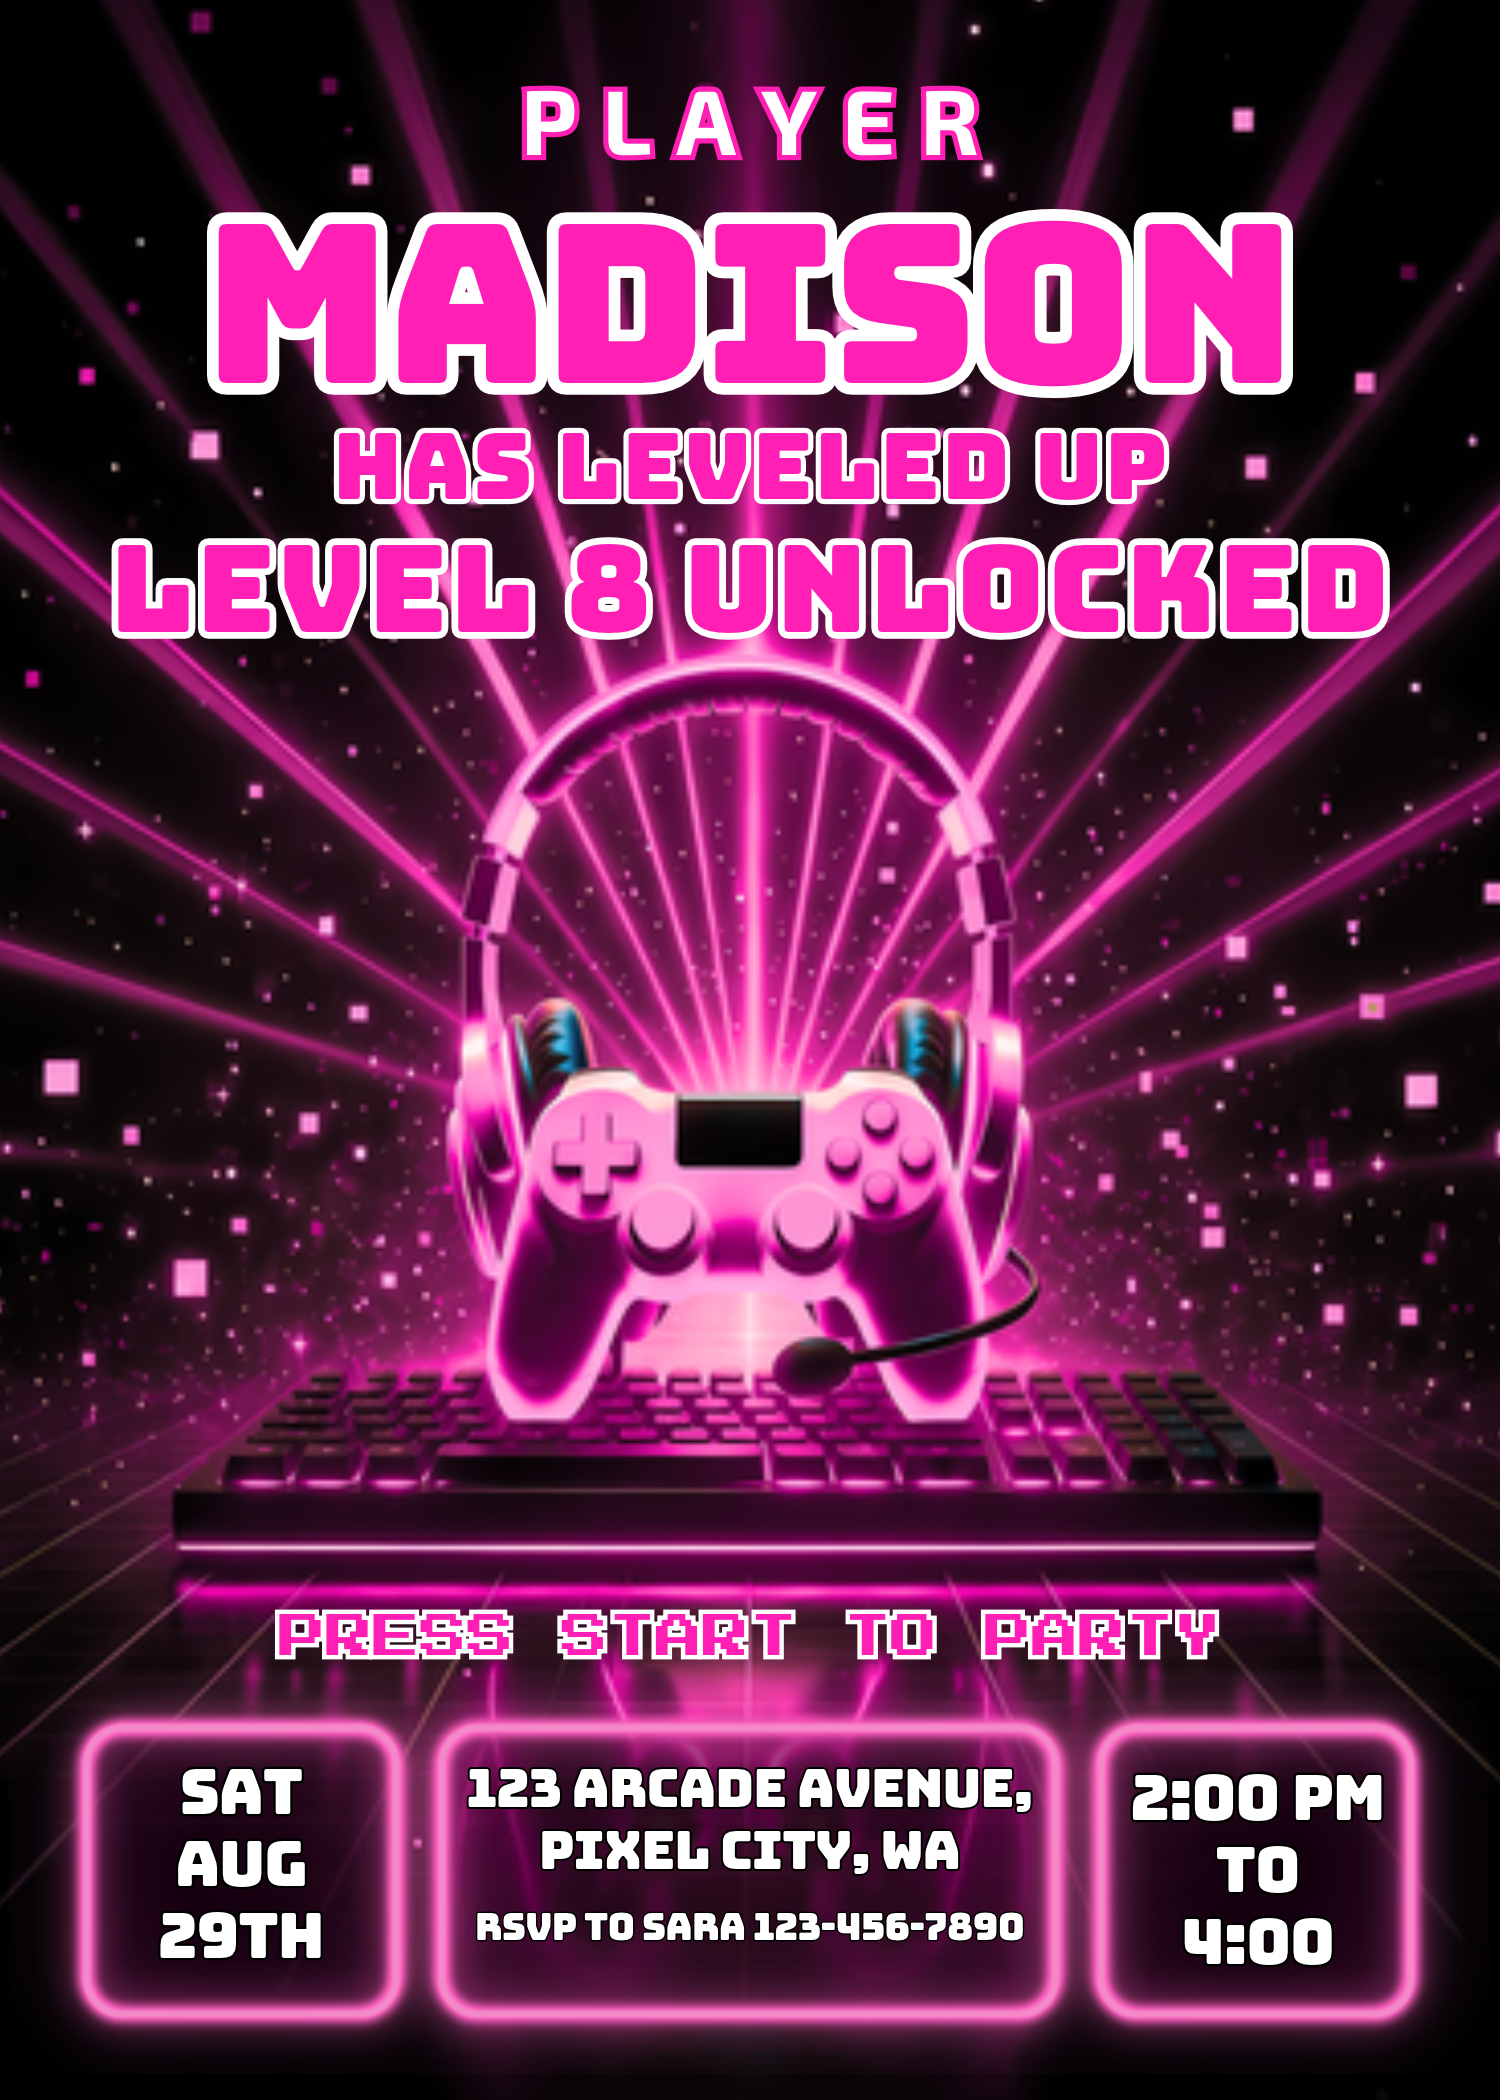 PLAYER
MADISON
HAS LEVELED UP
LEVEL 8 UNLOCKED
PRESS START TO PARTY
SAT
AUG
29TH
123 ARCADE AVENUE,
PIXEL CITY, WA
RSVP TO SARA 123-456-7890
2:00 PM
TO
4:00